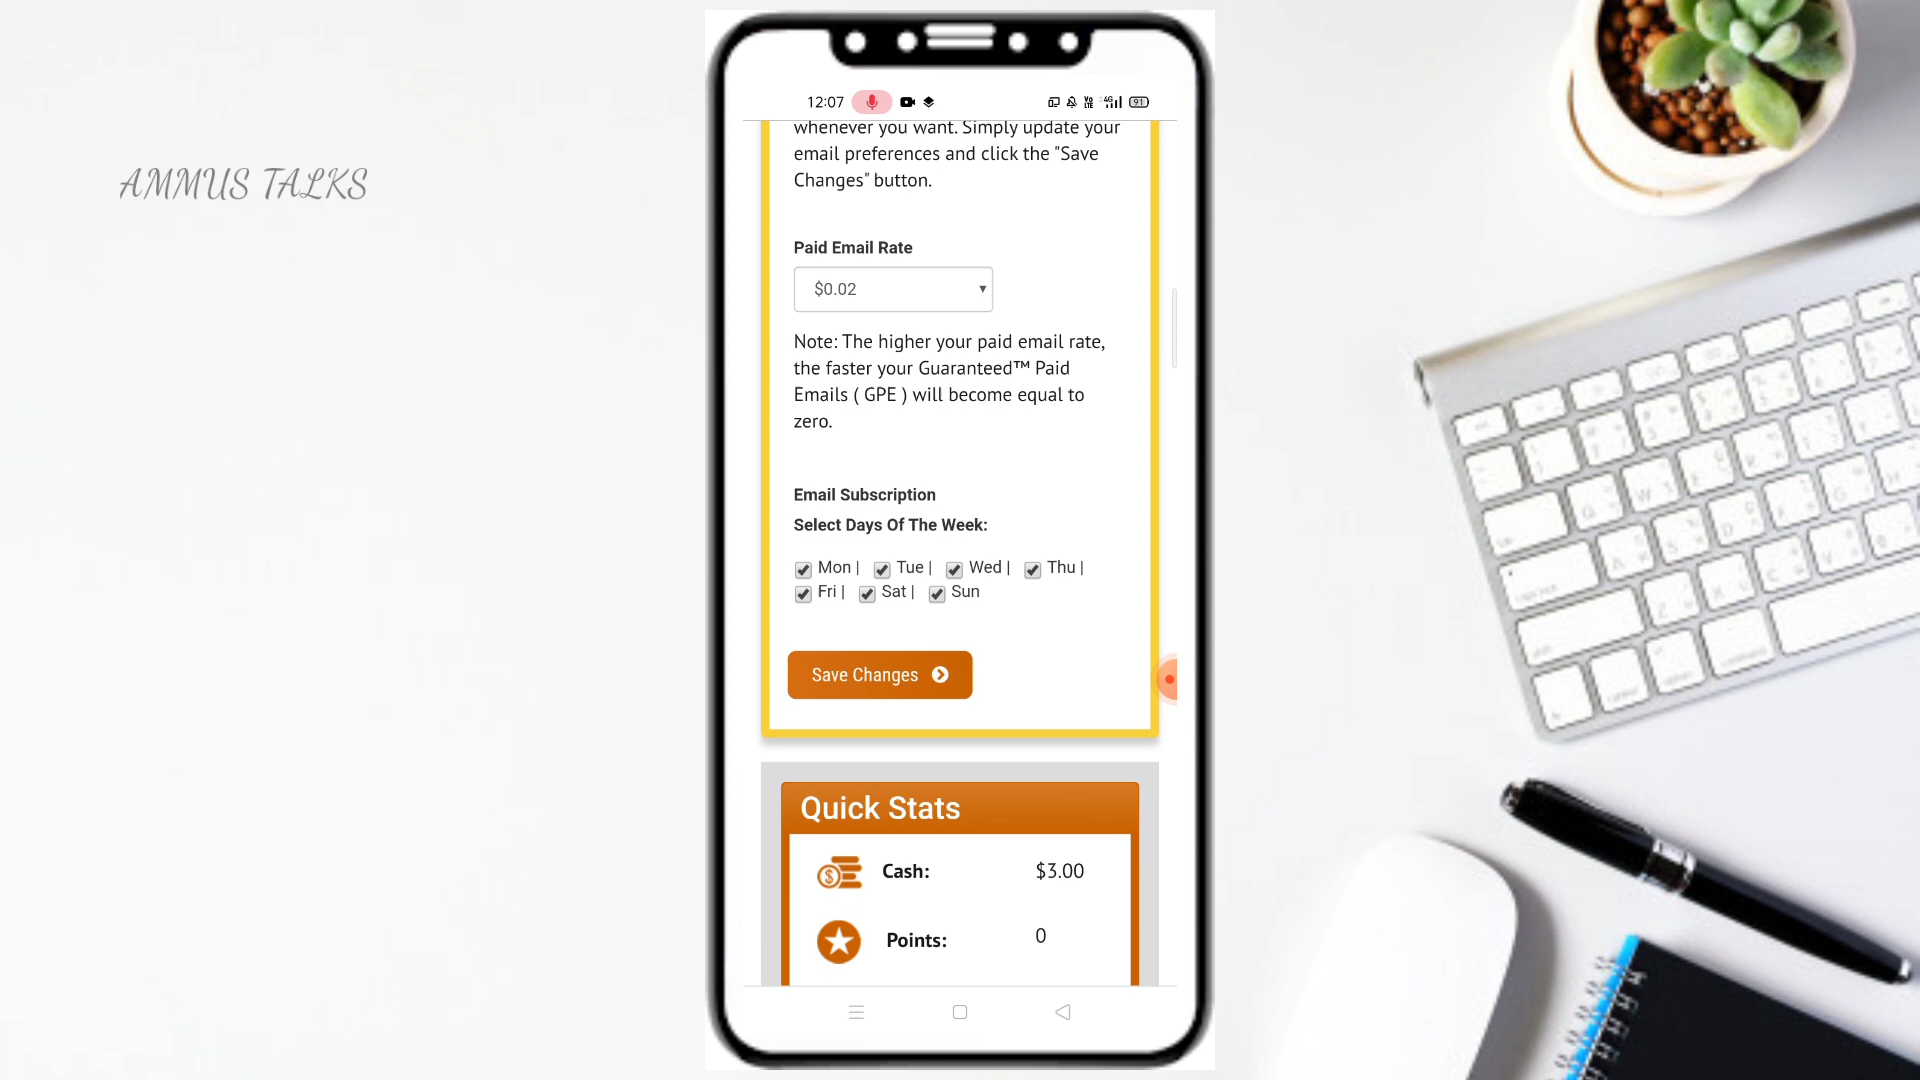 AMMUS TALKS
12:07
4G
91
whenever you want. Simply update your
email preferences and click the "Save
Changes" button.
Paid Email Rate
$0.02
Note: The higher your paid email rate,
the faster your Guaranteed™ Paid
Emails ( GPE ) will become equal to
zero.
Email Subscription
Select Days Of The Week:
Mon | Tue | Wed | Thu |
Fri | Sat | Sun
Save Changes
Quick Stats
Cash: $3.00
Points: 0